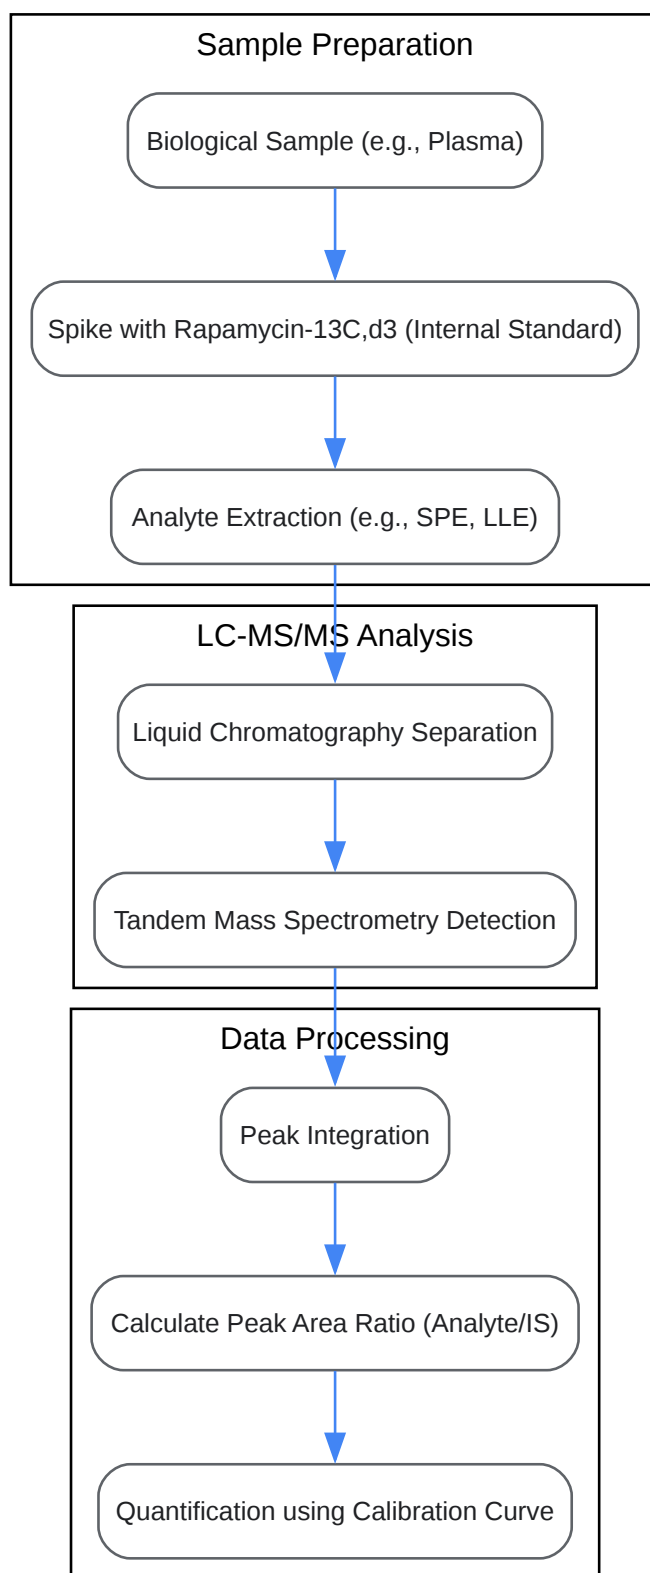 Sample Preparation
Biological Sample (e.g., Plasma)
Spike with Rapamycin-13C,d3 (Internal Standard)
Analyte Extraction (e.g., SPE, LLE)
LC-MS/MS Analysis
Liquid Chromatography Separation
Tandem Mass Spectrometry Detection
Data Processing
Peak Integration
Calculate Peak Area Ratio (Analyte/IS)
Quantification using Calibration Curve